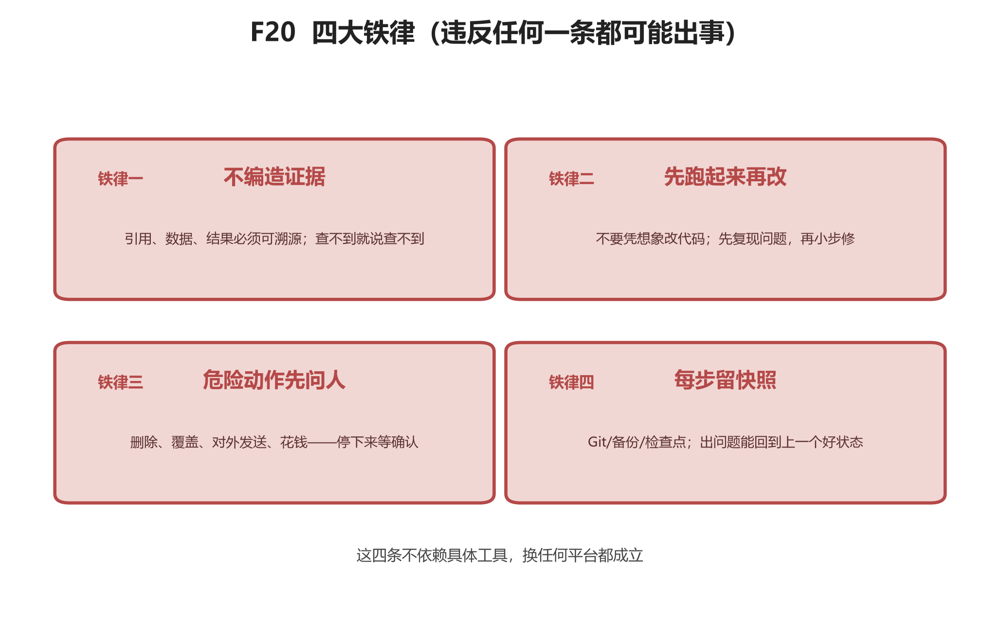 F20 四大铁律（违反任何一条都可能出事）
铁律一 不编造证据
引用、数据、结果必须可溯源；查不到就说查不到
铁律二 先跑起来再改
不要凭想象改代码；先复现问题，再小步修
铁律三 危险动作先问人
删除、覆盖、对外发送、花钱——停下来等确认
铁律四 每步留快照
Git/备份/检查点；出问题能回到上一个好状态
这四条不依赖具体工具，换任何平台都成立